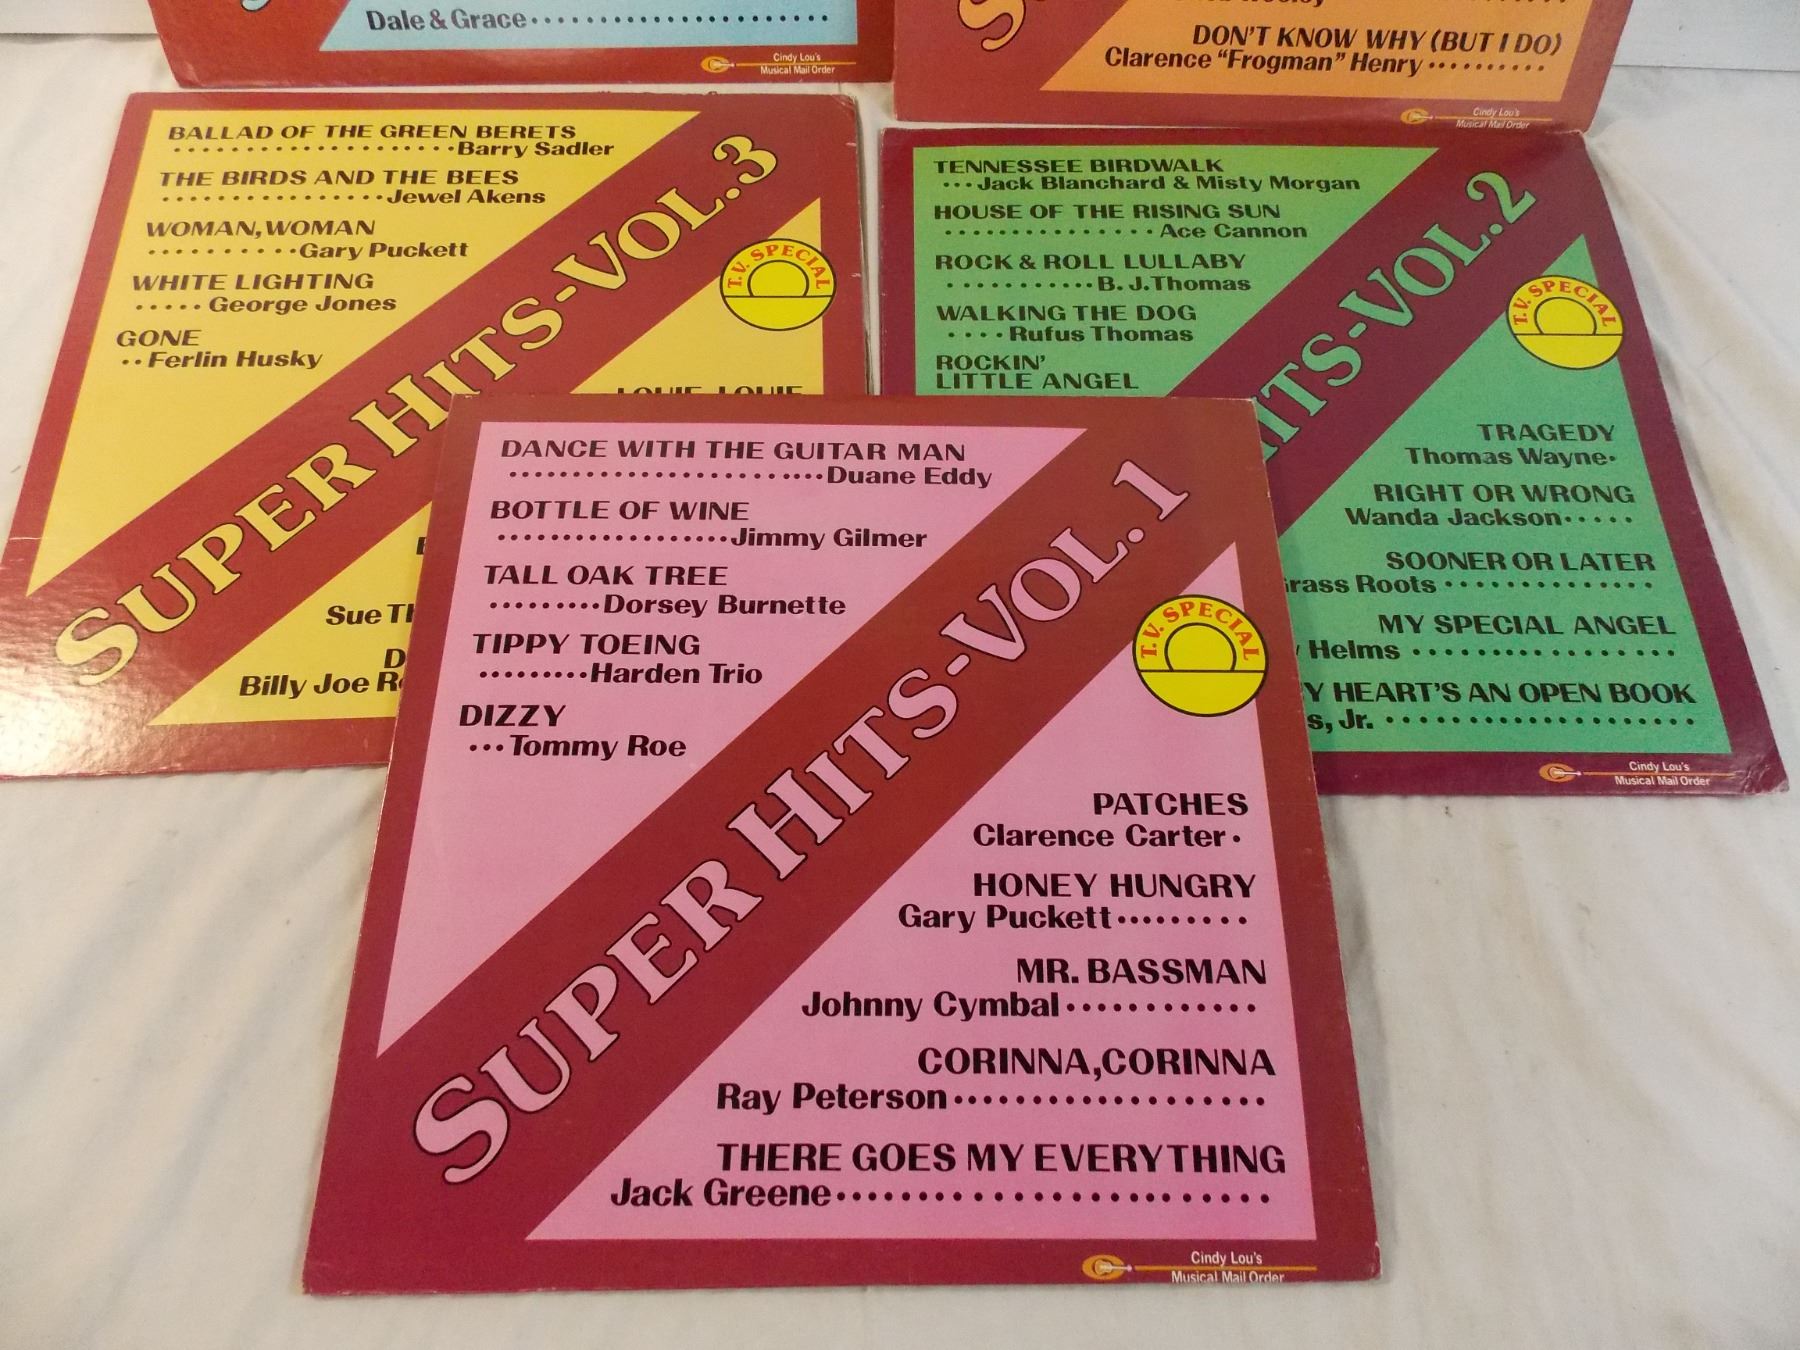 Dale & Grace
Cindy Lou's
Musical Mail Order
DON'T KNOW WHY (BUT I DO)
Clarence "Frogman" Henry
Cindy Lou's
Musical Mail Order
BALLAD OF THE GREEN BERETS
Barry Sadler
THE BIRDS AND THE BEES
Jewel Akens
WOMAN, WOMAN
Gary Puckett
WHITE LIGHTING
George Jones
GONE
Ferlin Husky
SUPER HITS-VOL.3
T.V. SPECIAL
LOUIE, LOUIE
Sue Th
D
Billy Joe R
TENNESSEE BIRDWALK
Jack Blanchard & Misty Morgan
HOUSE OF THE RISING SUN
Ace Cannon
ROCK & ROLL LULLABY
B. J. Thomas
WALKING THE DOG
Rufus Thomas
ROCKIN'
LITTLE ANGEL
ITS-VOL.2
T.V. SPECIAL
TRAGEDY
Thomas Wayne
RIGHT OR WRONG
Wanda Jackson
SOONER OR LATER
rass Roots
MY SPECIAL ANGEL
Helms
Y HEART'S AN OPEN BOOK
s, Jr.
Cindy Lou's
Musical Mail Order
DANCE WITH THE GUITAR MAN
Duane Eddy
BOTTLE OF WINE
Jimmy Gilmer
TALL OAK TREE
Dorsey Burnette
TIPPY TOEING
Harden Trio
DIZZY
Tommy Roe
SUPER HITS-VOL. 1
T.V. SPECIAL
PATCHES
Clarence Carter
HONEY HUNGRY
Gary Puckett
MR. BASSMAN
Johnny Cymbal
CORINNA, CORINNA
Ray Peterson
THERE GOES MY EVERYTHING
Jack Greene
Cindy Lou's
Musical Mail Order